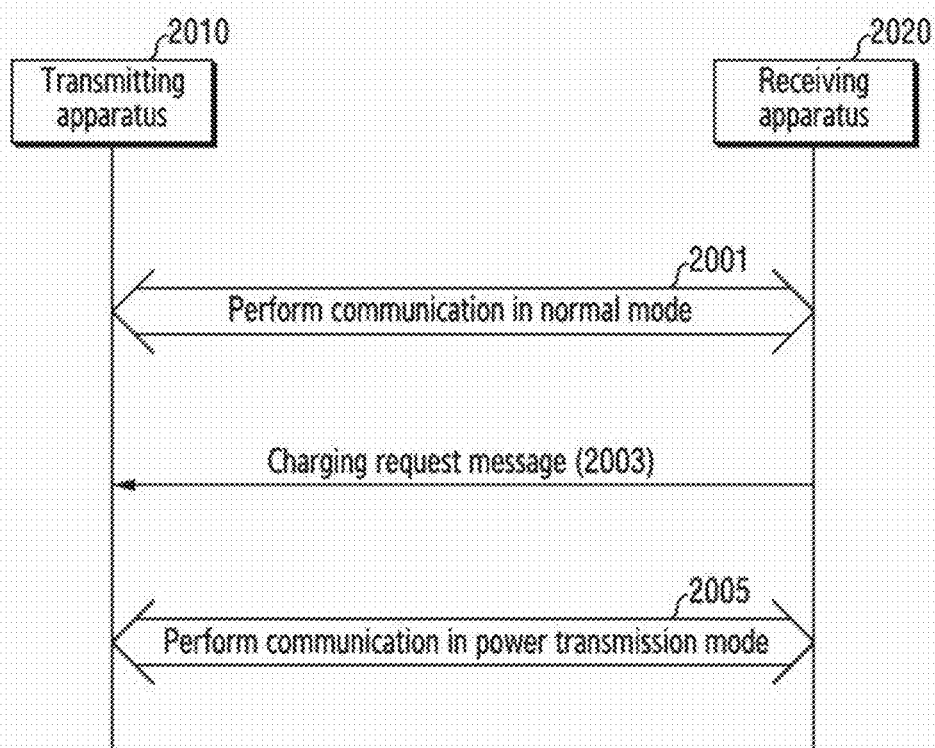 2010
Transmitting
apparatus
2020
Receiving
apparatus
2001
Perform communication in normal mode
Charging request message (2003)
2005
Perform communication in power transmission mode